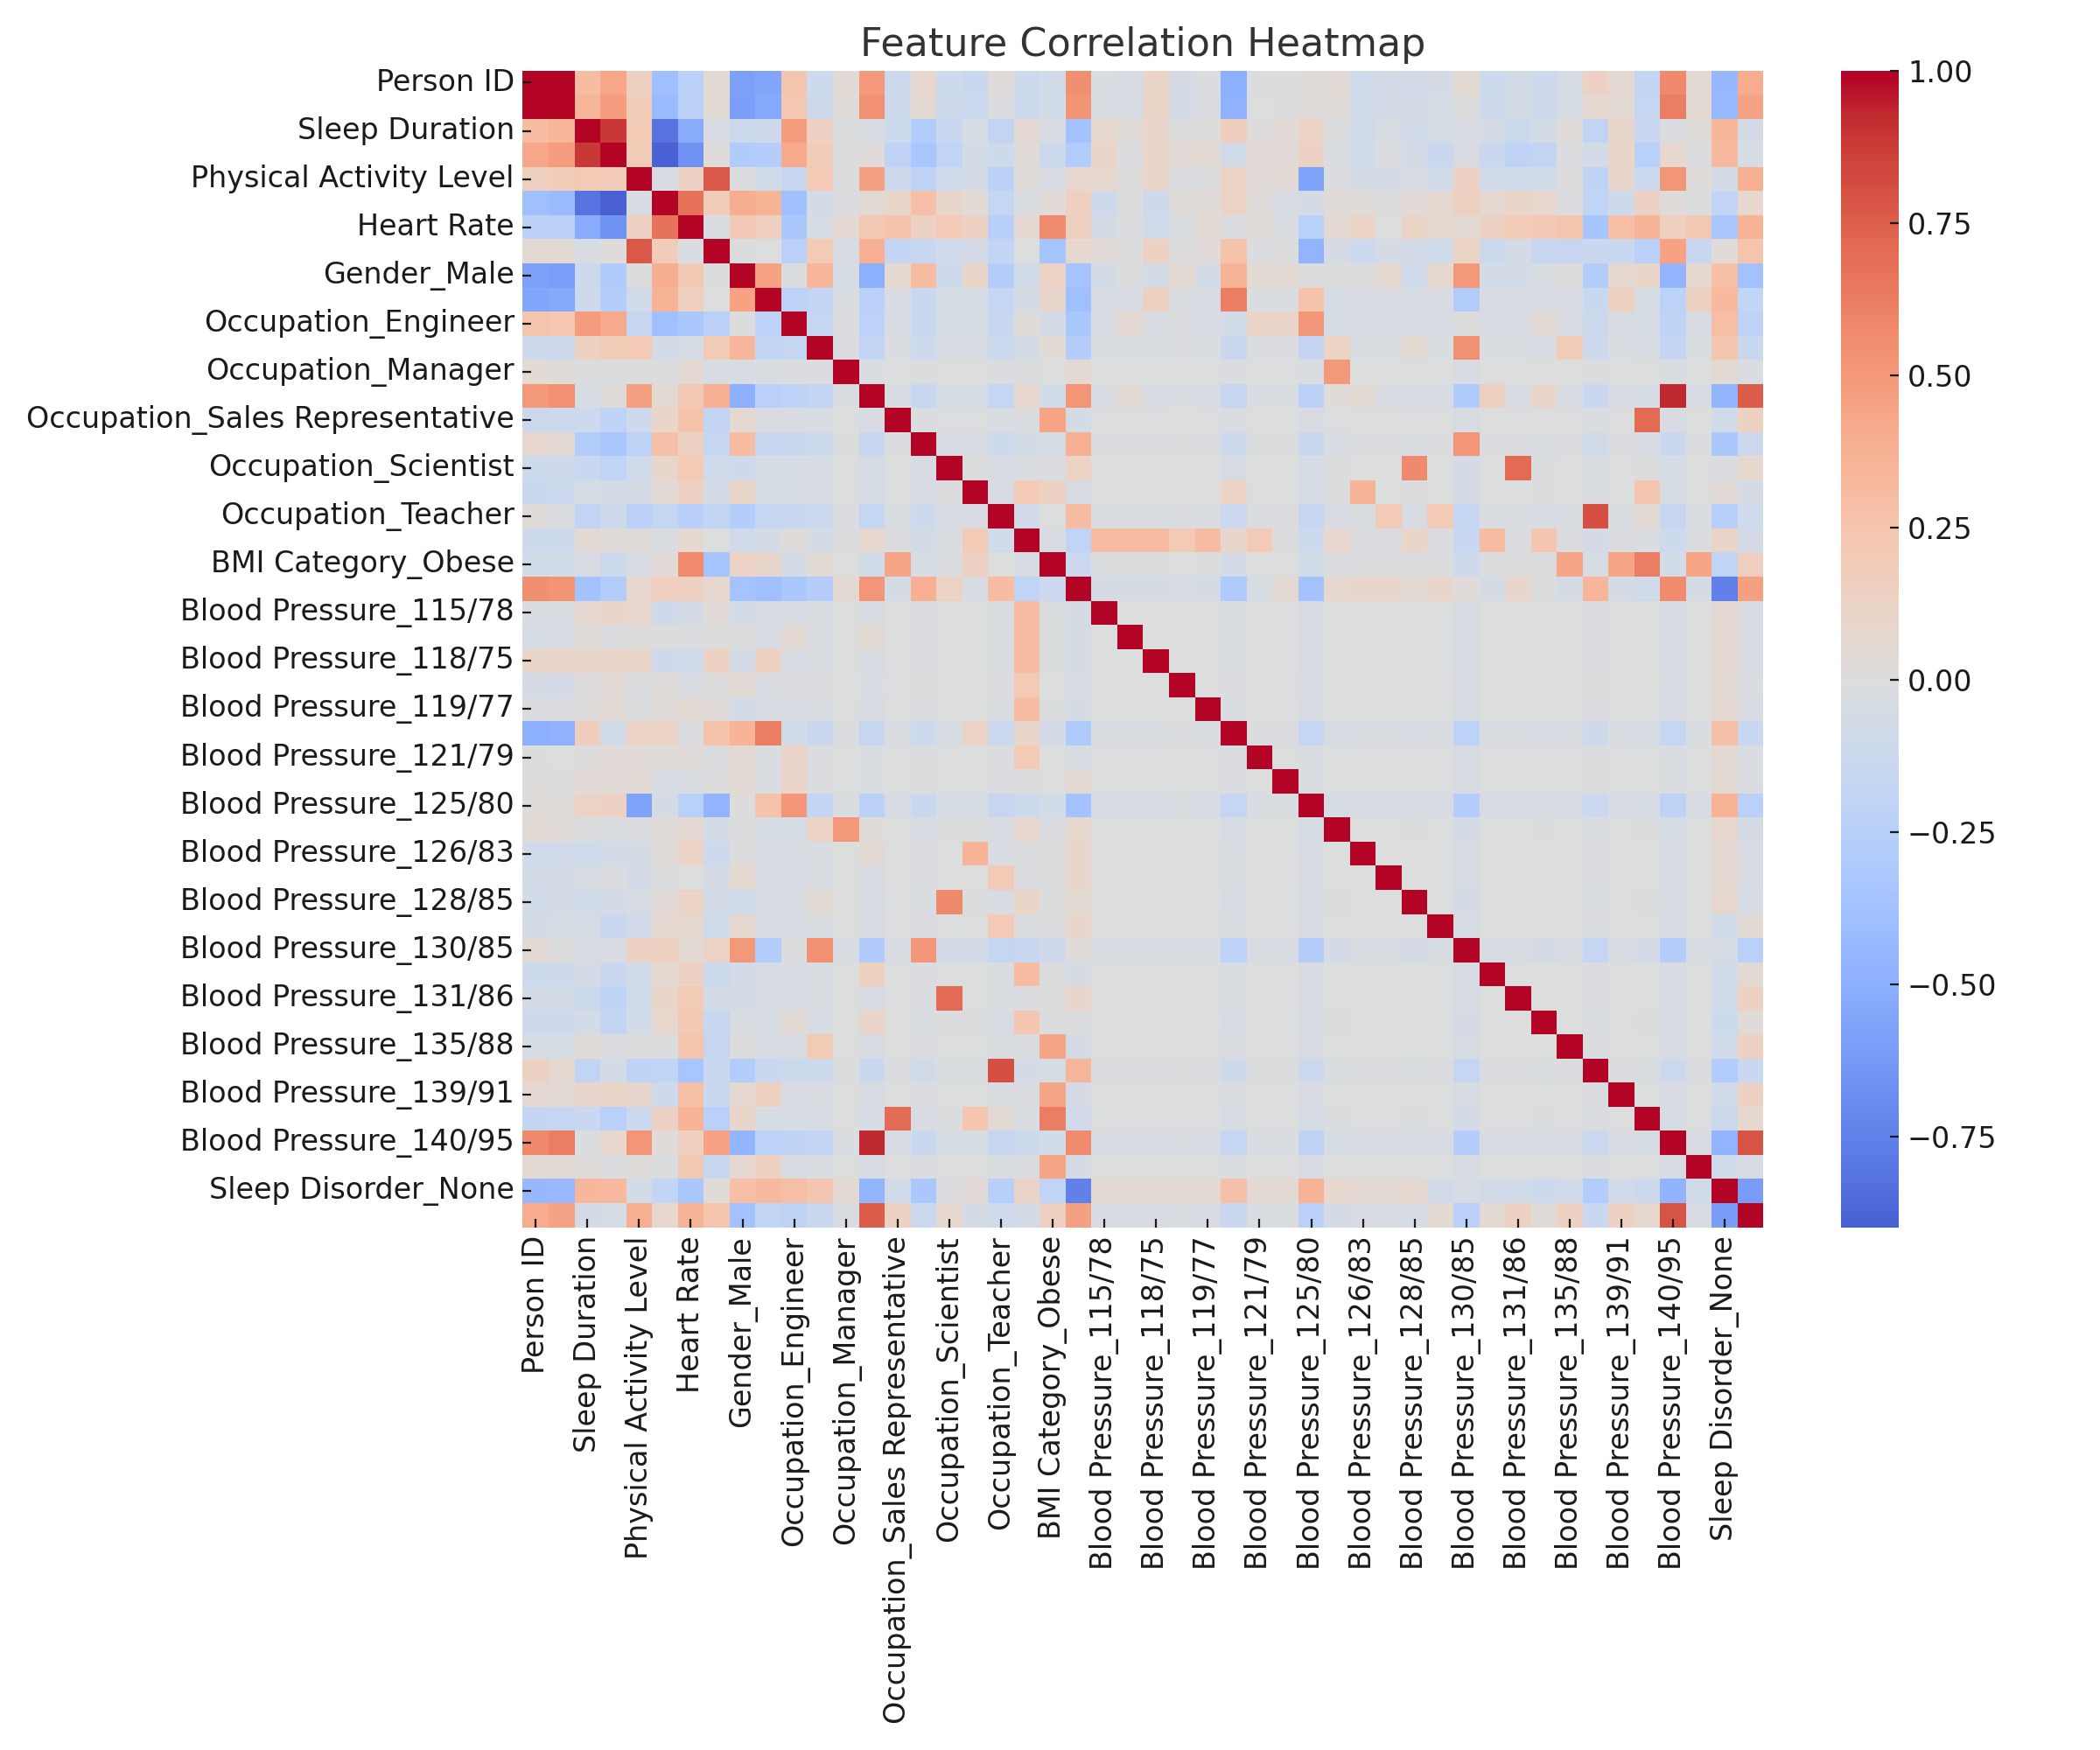 Feature Correlation Heatmap
Person ID
Sleep Duration
Physical Activity Level
Heart Rate
Gender_Male
Occupation_Engineer
Occupation_Manager
Occupation_Sales Representative
Occupation_Scientist
Occupation_Teacher
BMI Category_Obese
Blood Pressure_115/78
Blood Pressure_118/75
Blood Pressure_119/77
Blood Pressure_121/79
Blood Pressure_125/80
Blood Pressure_126/83
Blood Pressure_128/85
Blood Pressure_130/85
Blood Pressure_131/86
Blood Pressure_135/88
Blood Pressure_139/91
Blood Pressure_140/95
Sleep Disorder_None
Person ID
Sleep Duration
Physical Activity Level
Heart Rate
Gender_Male
Occupation_Engineer
Occupation_Manager
Occupation_Sales Representative
Occupation_Scientist
Occupation_Teacher
BMI Category_Obese
Blood Pressure_115/78
Blood Pressure_118/75
Blood Pressure_119/77
Blood Pressure_121/79
Blood Pressure_125/80
Blood Pressure_126/83
Blood Pressure_128/85
Blood Pressure_130/85
Blood Pressure_131/86
Blood Pressure_135/88
Blood Pressure_139/91
Blood Pressure_140/95
Sleep Disorder_None
1.00
0.75
0.50
0.25
0.00
−0.25
−0.50
−0.75